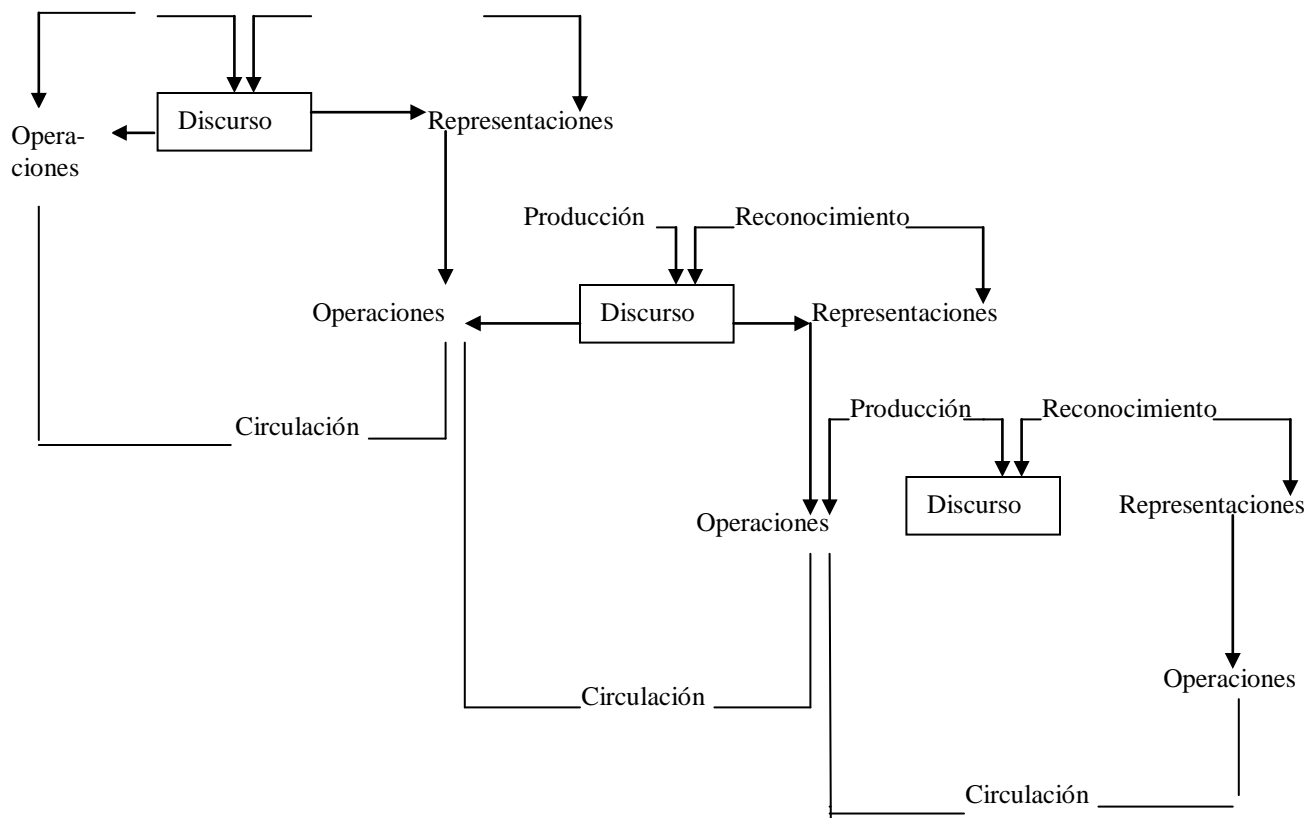 Discurso
Representaciones
Opera-
ciones
Producción
Reconocimiento
Operaciones
Discurso
Representaciones
Circulación
Producción
Reconocimiento
Operaciones
Discurso
Representaciones
Circulación
Operaciones
Circulación